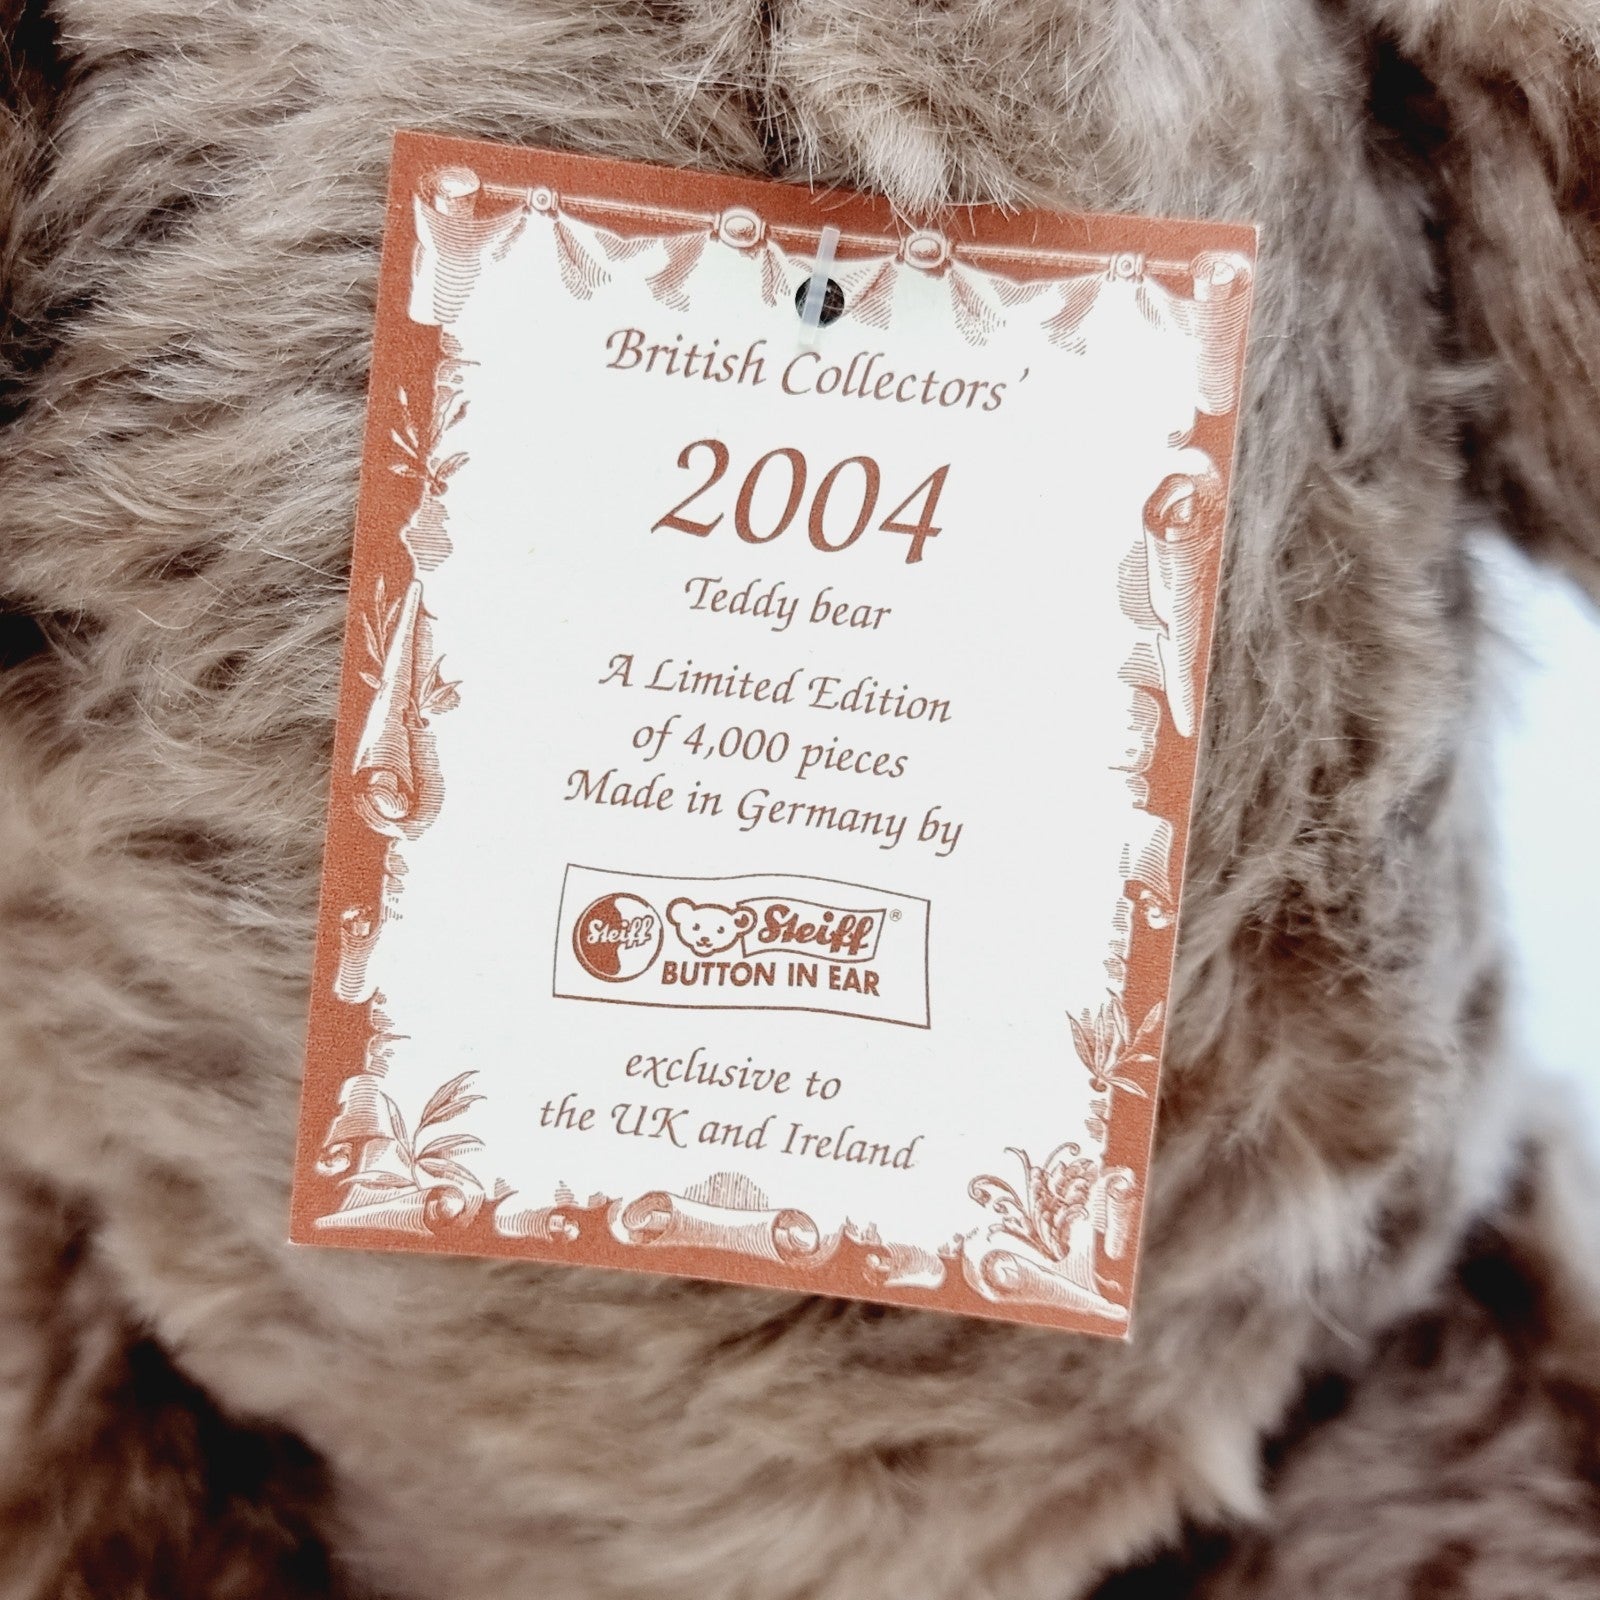 British Collectors'
2004
Teddy bear
A Limited Edition
of 4,000 pieces
Made in Germany by
Steiff Steiff®
BUTTON IN EAR
exclusive to
the UK and Ireland